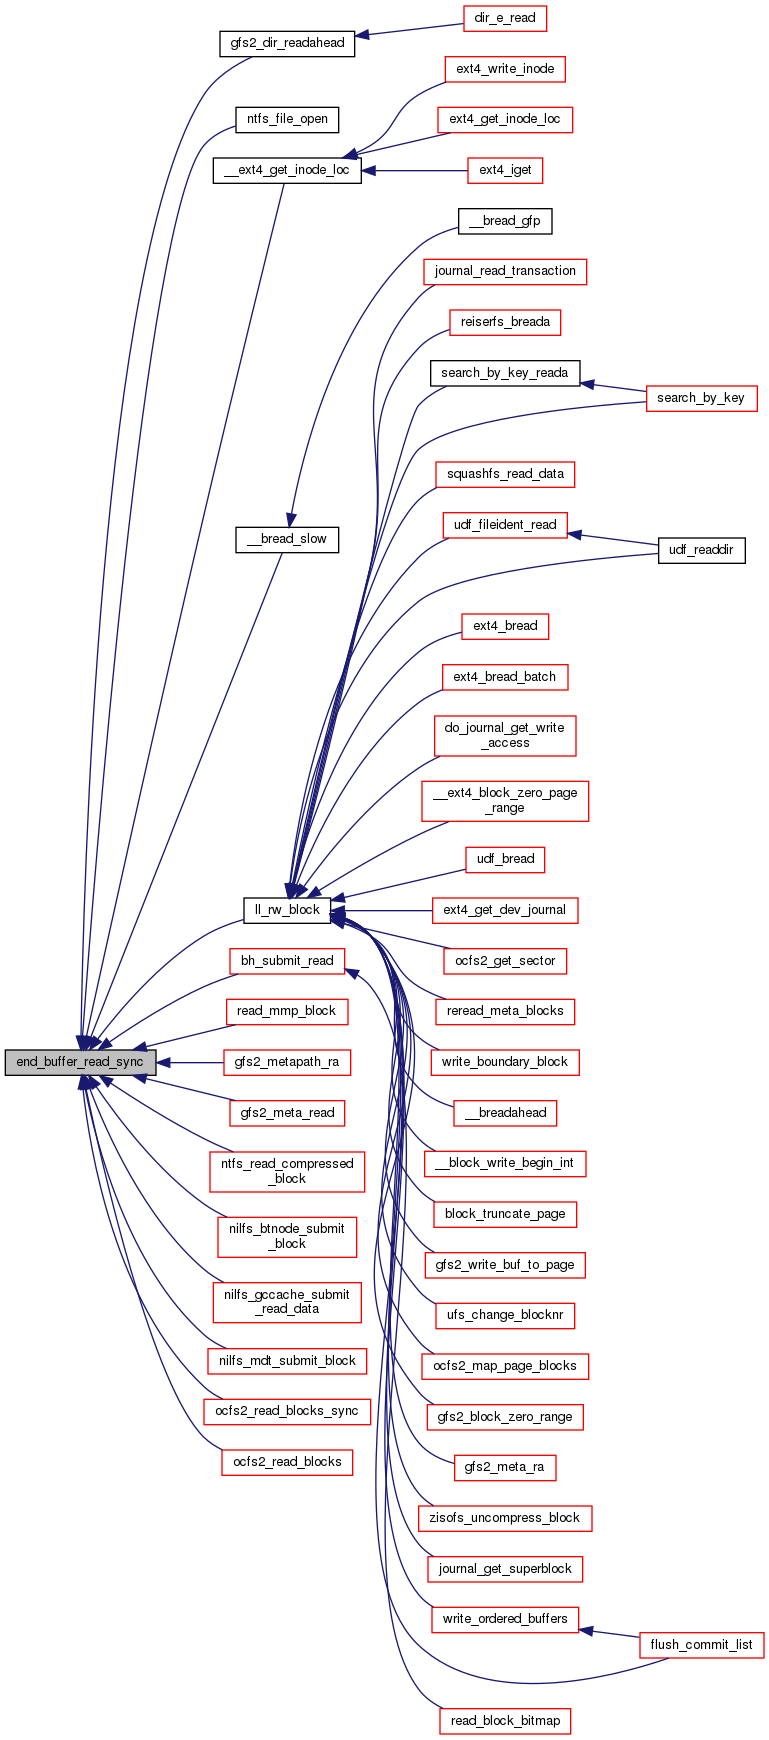 dir_e_read
gfs2_dir_readahead
ext4_write_inode
ntfs_file_open
ext4_get_inode_loc
__ext4_get_inode_loc
ext4_iget
__bread_gfp
journal_read_transaction
reiserfs_breada
search_by_key_reada
search_by_key
squashfs_read_data
udf_fileident_read
__bread_slow
udf_readdir
ext4_bread
ext4_bread_batch
do_journal_get_write
_access
__ext4_block_zero_page
_range
udf_bread
ll_rw_block
ext4_get_dev_journal
bh_submit_read
ocfs2_get_sector
read_mmp_block
reread_meta_blocks
end_buffer_read_sync
gfs2_metapath_ra
write_boundary_block
gfs2_meta_read
__breadahead
ntfs_read_compressed
_block
__block_write_begin_int
block_truncate_page
nilfs_btnode_submit
_block
gfs2_write_buf_to_page
nilfs_gccache_submit
_read_data
ufs_change_blocknr
nilfs_mdt_submit_block
ocfs2_map_page_blocks
ocfs2_read_blocks_sync
gfs2_block_zero_range
ocfs2_read_blocks
gfs2_meta_ra
zisofs_uncompress_block
journal_get_superblock
write_ordered_buffers
flush_commit_list
read_block_bitmap